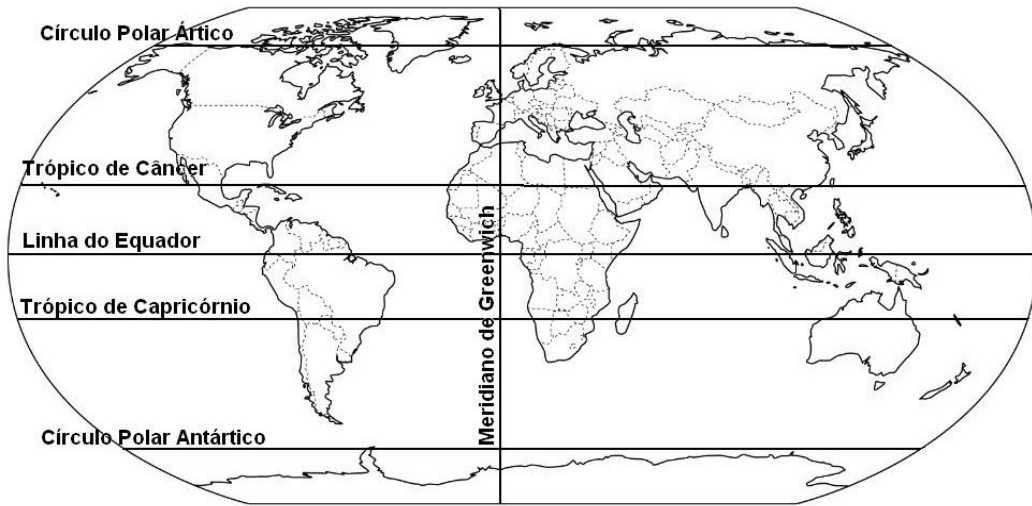 Círculo Polar Ártico
Trópico de Câncer
Linha do Equador
Trópico de Capricórnio
Meridiano de Greenwich
Círculo Polar Antártico